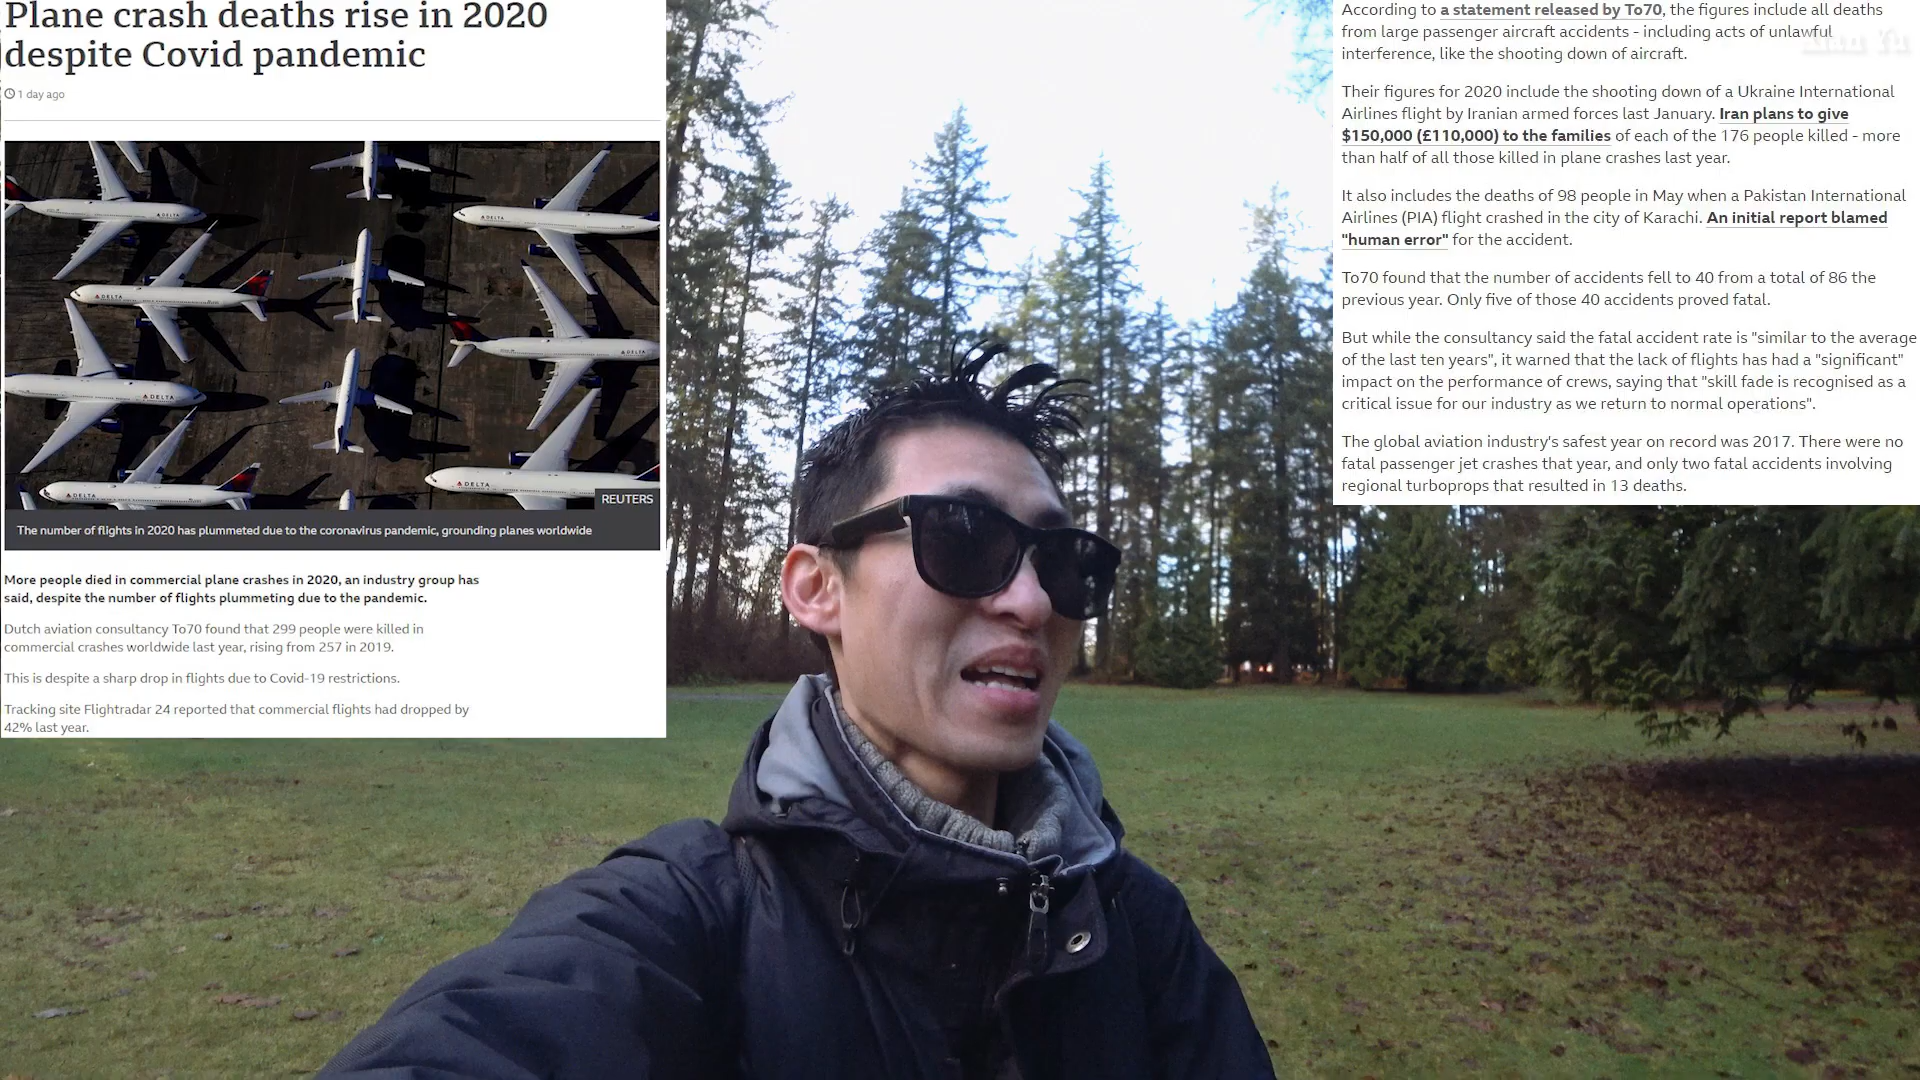 Plane crash deaths rise in 2020
despite Covid pandemic
1 day ago
DELTA
DELTA
DELTA
DELTA
DELTA
DELTA
DELTA
REUTERS
The number of flights in 2020 has plummeted due to the coronavirus pandemic, grounding planes worldwide
More people died in commercial plane crashes in 2020, an industry group has
said, despite the number of flights plummeting due to the pandemic.
Dutch aviation consultancy To70 found that 299 people were killed in
commercial crashes worldwide last year, rising from 257 in 2019.
This is despite a sharp drop in flights due to Covid-19 restrictions.
Tracking site Flightradar 24 reported that commercial flights had dropped by
42% last year.
According to a statement released by To70, the figures include all deaths
from large passenger aircraft accidents - including acts of unlawful
interference, like the shooting down of aircraft.
Their figures for 2020 include the shooting down of a Ukraine International
Airlines flight by Iranian armed forces last January. Iran plans to give
$150,000 (£110,000) to the families of each of the 176 people killed - more
than half of all those killed in plane crashes last year.
It also includes the deaths of 98 people in May when a Pakistan International
Airlines (PIA) flight crashed in the city of Karachi. An initial report blamed
"human error" for the accident.
To70 found that the number of accidents fell to 40 from a total of 86 the
previous year. Only five of those 40 accidents proved fatal.
But while the consultancy said the fatal accident rate is "similar to the average
of the last ten years", it warned that the lack of flights has had a "significant"
impact on the performance of crews, saying that "skill fade is recognised as a
critical issue for our industry as we return to normal operations".
The global aviation industry's safest year on record was 2017. There were no
fatal passenger jet crashes that year, and only two fatal accidents involving
regional turboprops that resulted in 13 deaths.